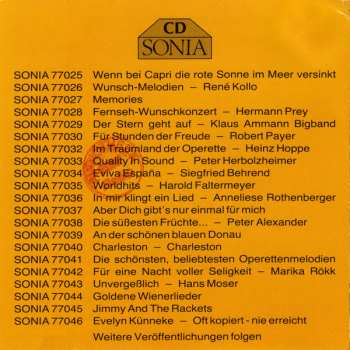 CD
SONIA
SONIA 77025 Wenn bei Capri die rote Sonne im Meer versinkt
SONIA 77026 Wunsch-Melodien – René Kollo
SONIA 77027 Memories
SONIA 77028 Fernseh-Wunschkonzert – Hermann Prey
SONIA 77029 Der Stern geht auf – Klaus Ammann Bigband
SONIA 77030 Für Stunden der Freude – Robert Payer
SONIA 77032 Im Traumland der Operette – Heinz Hoppe
SONIA 77033 Quality In Sound – Peter Herbolzheimer
SONIA 77034 Eviva España – Siegfried Behrend
SONIA 77035 Worldhits – Harold Faltermeyer
SONIA 77036 In mir klingt ein Lied – Anneliese Rothenberger
SONIA 77037 Aber Dich gibt's nur einmal für mich
SONIA 77038 Die süßesten Früchte... – Peter Alexander
SONIA 77039 An der schönen blauen Donau
SONIA 77040 Charleston – Charleston
SONIA 77041 Die schönsten, beliebtesten Operettenmelodien
SONIA 77042 Für eine Nacht voller Seligkeit – Marika Rökk
SONIA 77043 Unvergeßlich – Hans Moser
SONIA 77044 Goldene Wienerlieder
SONIA 77045 Jimmy And The Rackets
SONIA 77046 Evelyn Künneke – Oft kopiert - nie erreicht
Weitere Veröffentlichungen folgen